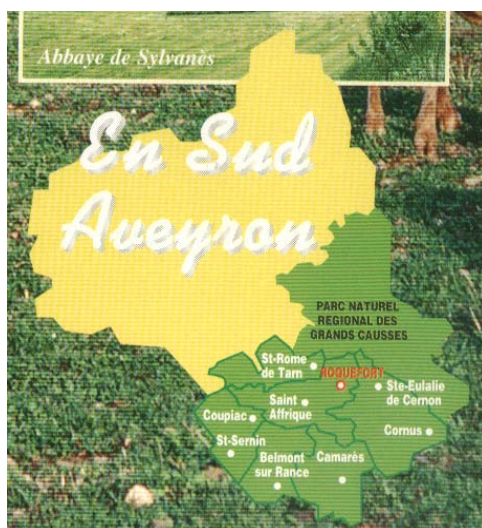 Abbaye de Sylvanès
En Sud
Aveyron
PARC NATUREL
REGIONAL DES
GRANDS CAUSSES
St-Rome
de Tarn
ROQUEFORT
Ste-Eulalie
de Cernon
Saint
Affrique
Coupiac
Cornus
St-Sernin
Belmont
sur Rance
Camarès